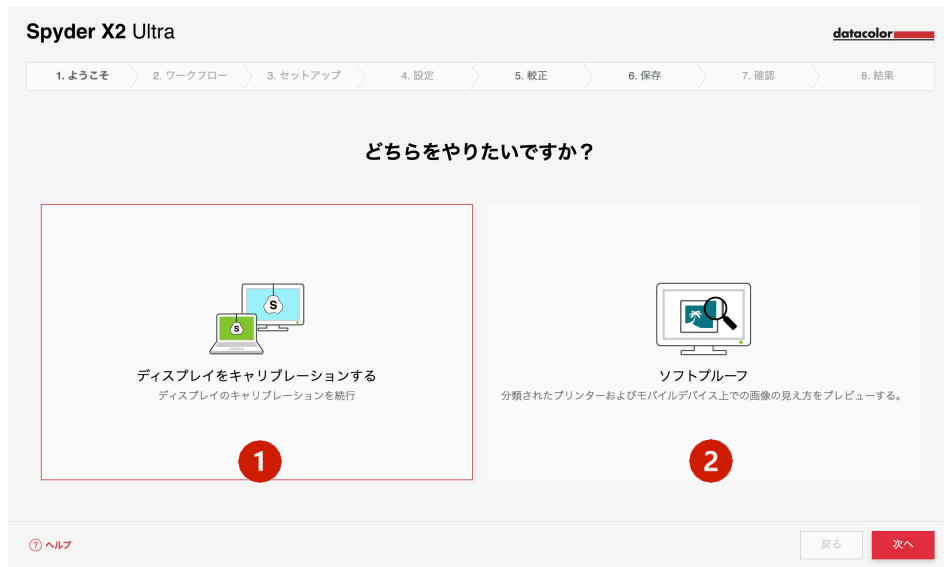 Spyder X2 Ultra
datacolor
1. ようこそ
2. ワークフロー
3. セットアップ
4. 設定
5. 較正
6. 保存
7. 確認
8. 結果
どちらをやりたいですか？
S
S
ディスプレイをキャリブレーションする
ディスプレイのキャリブレーションを続行
1
ソフトプルーフ
分類されたプリンターおよびモバイルデバイス上での画像の見え方をプレビューする。
2
? ヘルプ
戻る
次へ